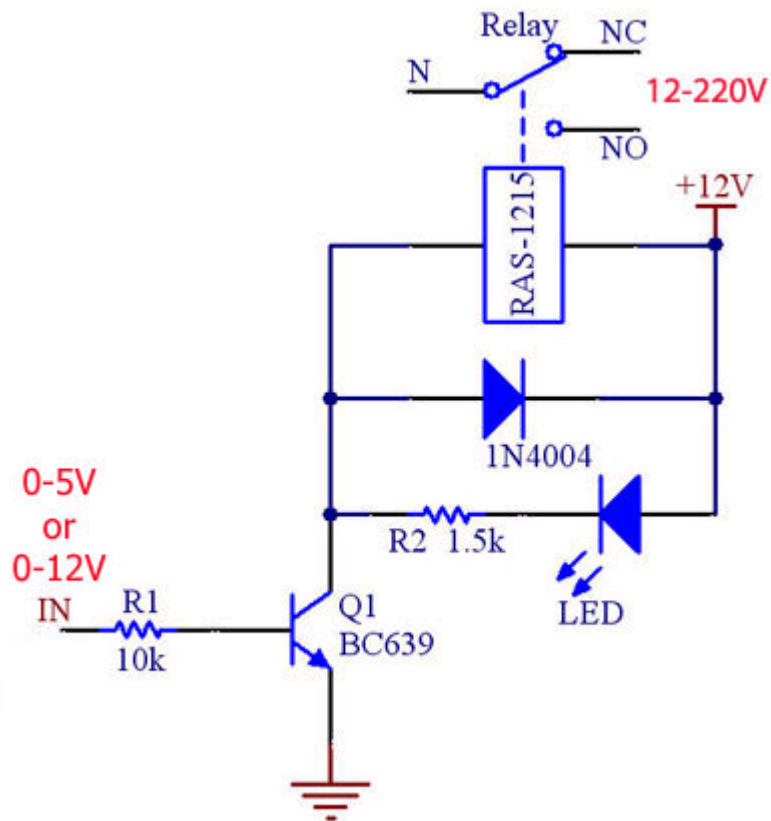 Relay
NC
N
12-220V
NO
+12V
RAS-1215
1N4004
0-5V
or
0-12V
R2 1.5k
IN
R1
10k
Q1
BC639
LED